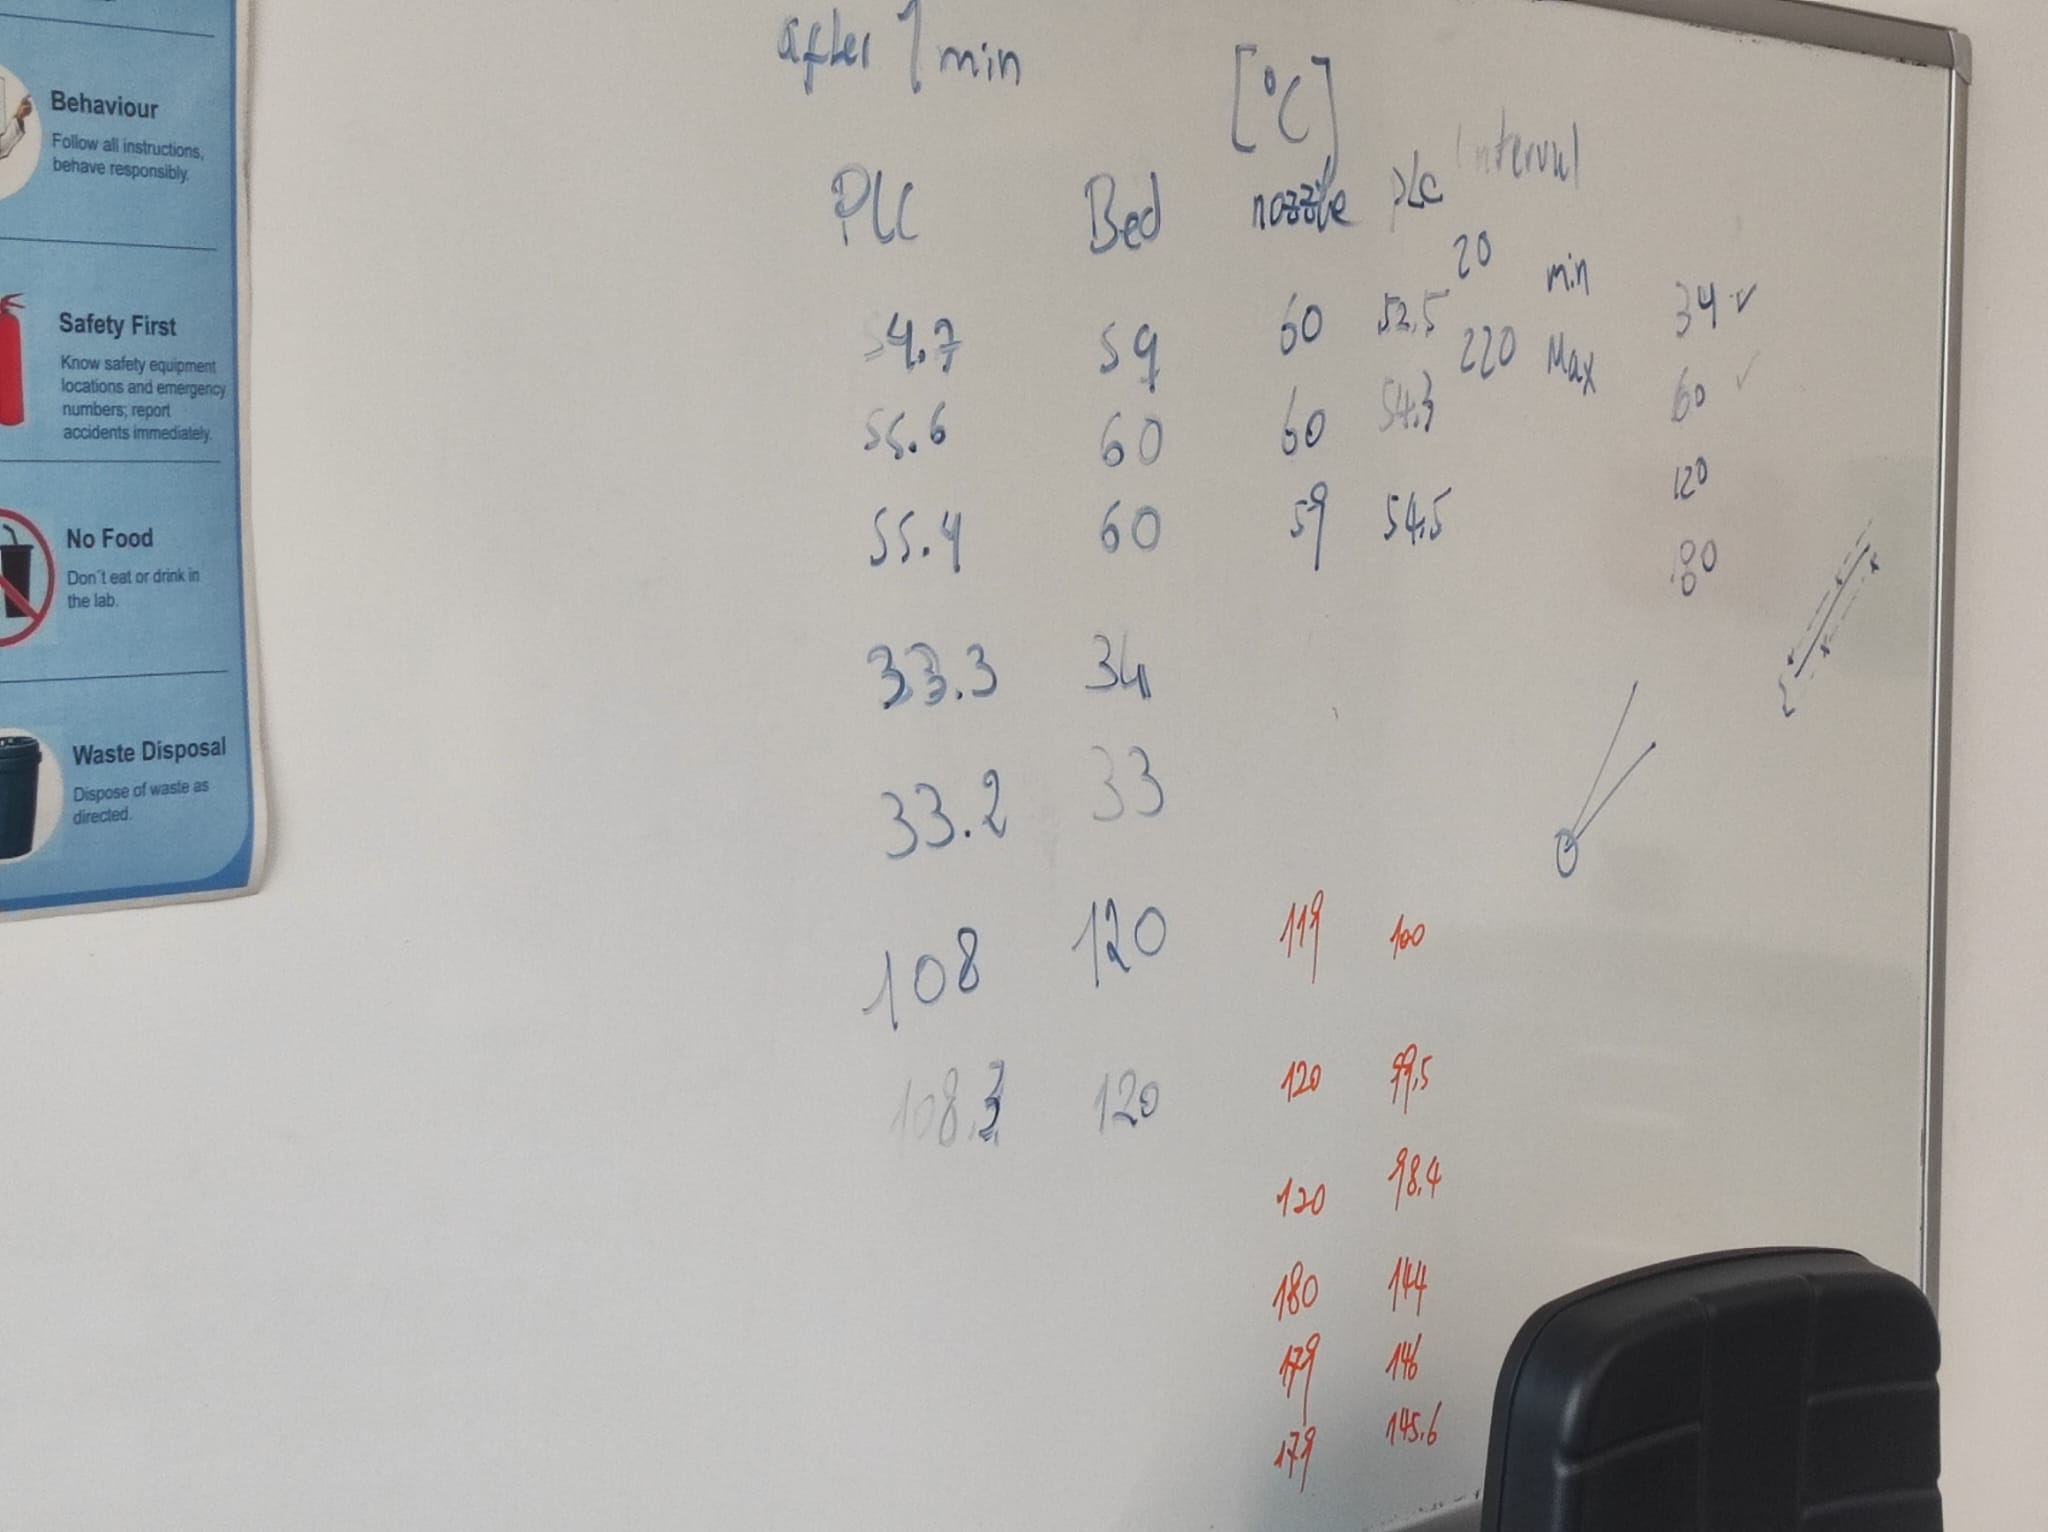 Behaviour
Follow all instructions,
behave responsibly.
Safety First
Know safety equipment
locations and emergency
numbers; report
accidents immediately.
No Food
Don't eat or drink in
the lab.
Waste Disposal
Dispose of waste as
directed.
after 1 min
[°C]
PLC Bed nozzle PLC Interval
20 min
220 Max
54.7 59 60 52.5
55.6 60 60 54.3
55.4 60 59 54.5
34 ✓
60 ✓
120
180
33.3 34
33.2 33
108 120 119 100
108.3 120 120 99.5
120 98.4
180 144
179 146
179 145.6